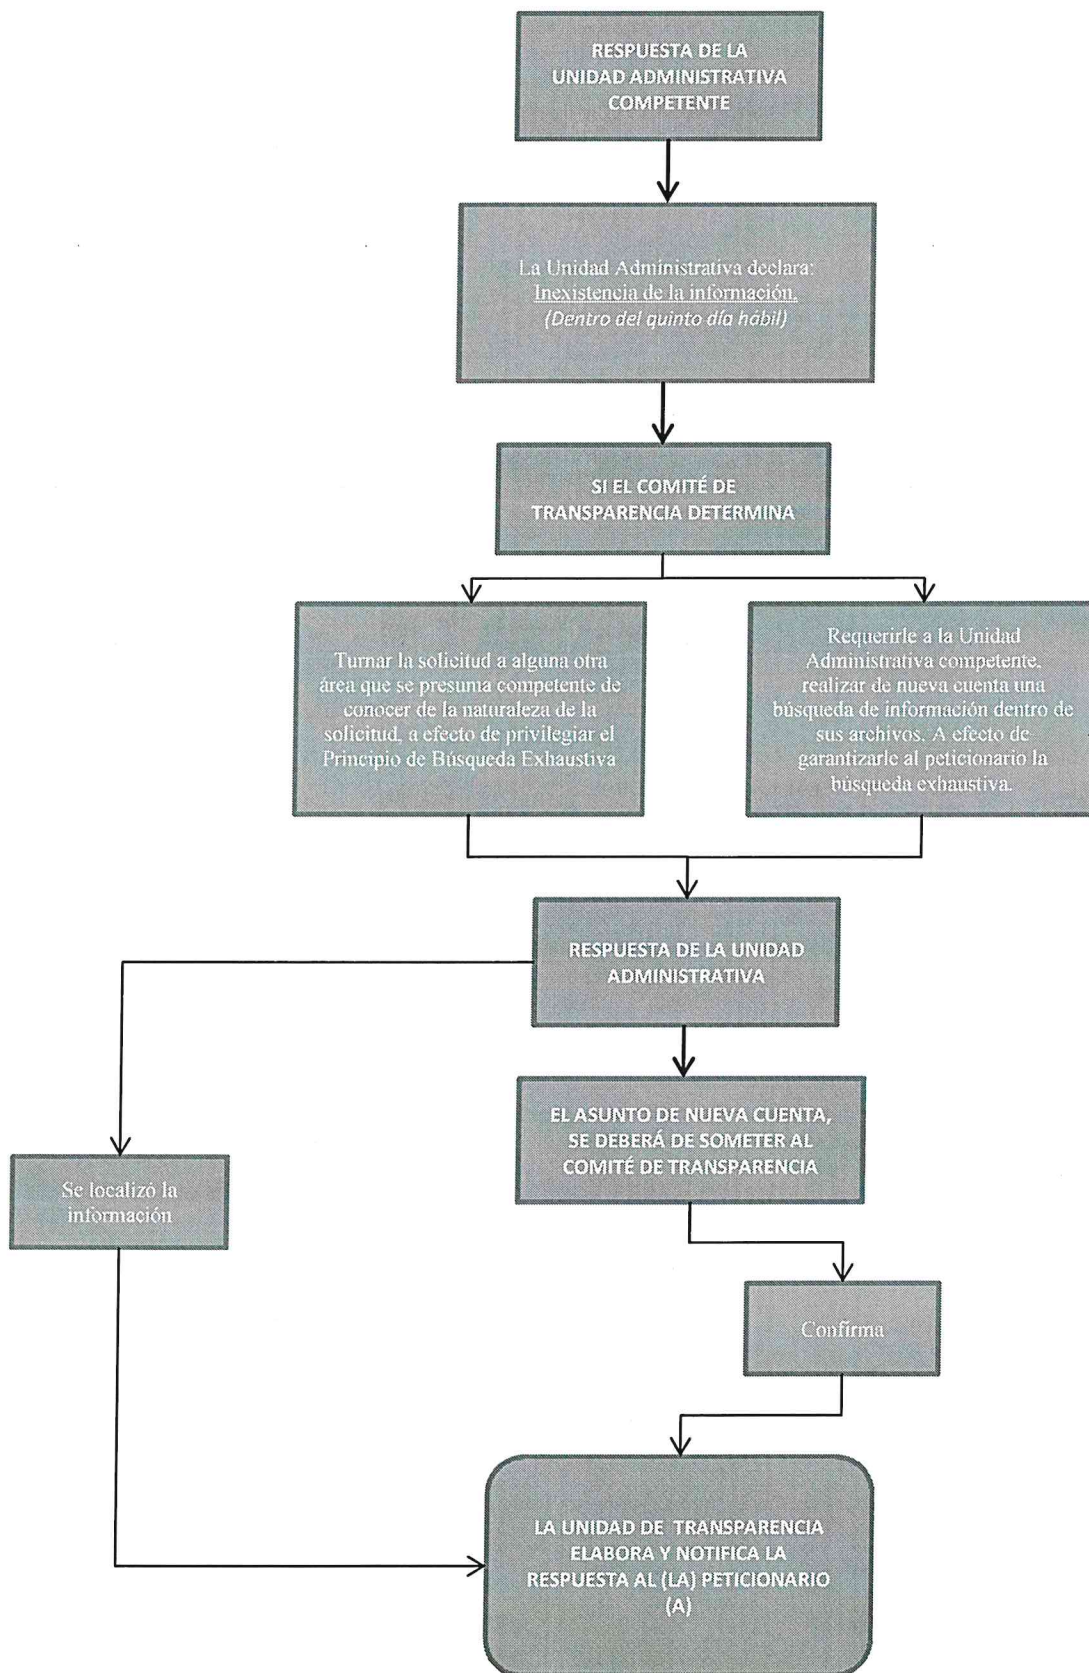 RESPUESTA DE LA
UNIDAD ADMINISTRATIVA
COMPETENTE
La Unidad Administrativa declara:
Inexistencia de la información.
(Dentro del quinto día hábil)
SI EL COMITÉ DE
TRANSPARENCIA DETERMINA
Turnar la solicitud a alguna otra
área que se presuma competente de
conocer de la naturaleza de la
solicitud, a efecto de privilegiar el
Principio de Búsqueda Exhaustiva
Requerirle a la Unidad
Administrativa competente,
realizar de nueva cuenta una
búsqueda de información dentro de
sus archivos. A efecto de
garantizarle al peticionario la
búsqueda exhaustiva.
RESPUESTA DE LA UNIDAD
ADMINISTRATIVA
EL ASUNTO DE NUEVA CUENTA,
SE DEBERÁ DE SOMETER AL
COMITÉ DE TRANSPARENCIA
Se localizó la
información
Confirma
LA UNIDAD DE TRANSPARENCIA
ELABORA Y NOTIFICA LA
RESPUESTA AL (LA) PETICIONARIO
(A)